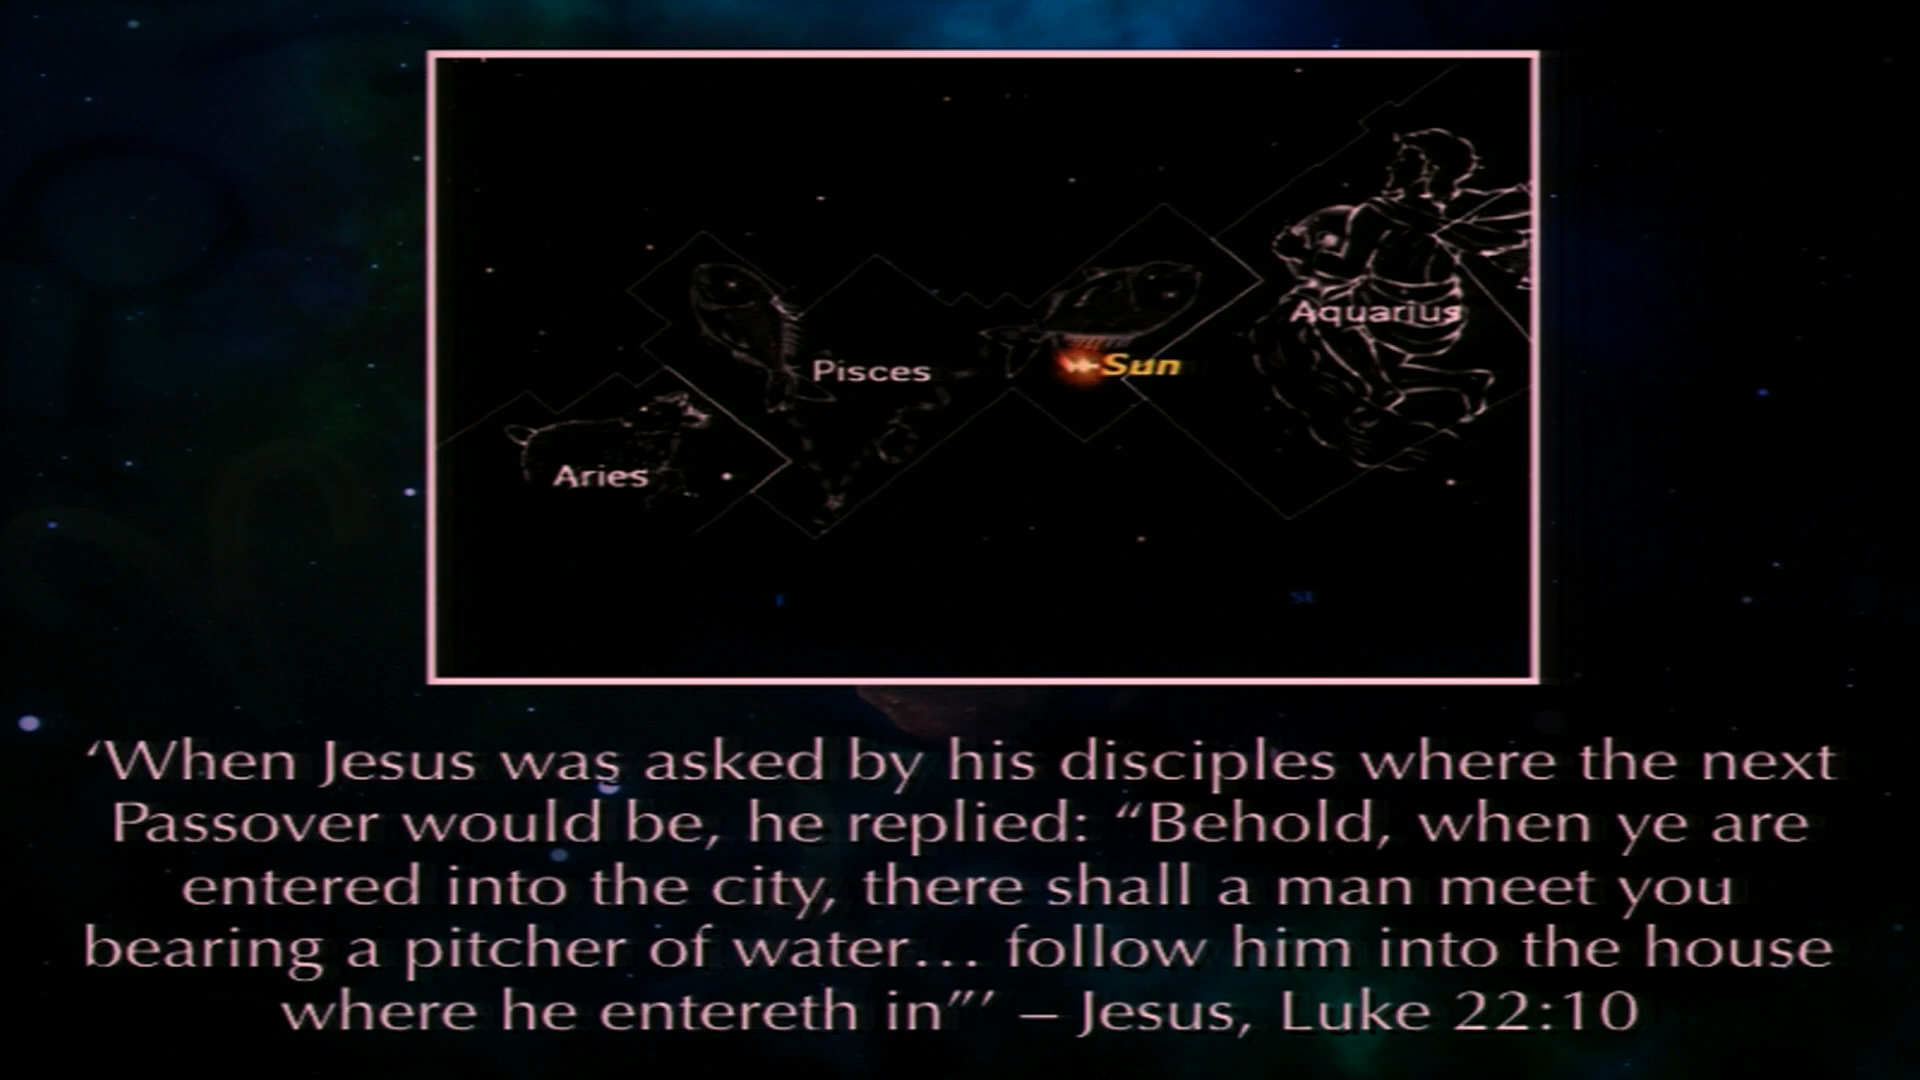 Aquarius
Pisces
Sun
Aries
E
SE
‘When Jesus was asked by his disciples where the next
Passover would be, he replied: “Behold, when ye are
entered into the city, there shall a man meet you
bearing a pitcher of water... follow him into the house
where he entereth in”’ – Jesus, Luke 22:10